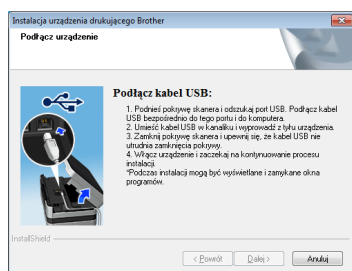 Instalacja urządzenia drukującego Brother
Podłącz urządzenie
Podłącz kabel USB:
1. Podnieś pokrywę skanera i odszukaj port USB. Podłącz kabel
USB bezpośrednio do tego portu i do komputera.
2. Umieść kabel USB w kanaliku i wyprowadź z tyłu urządzenia.
3. Zamknij pokrywę skanera i upewnij się, że kabel USB nie
utrudnia zamknięcia pokrywy.
4. Włącz urządzenie i zaczekaj na kontynuowanie procesu
instalacji.
*Podczas instalacji mogą być wyświetlane i zamykane okna
programów.
InstallShield
< Powrót
Dalej >
Anuluj